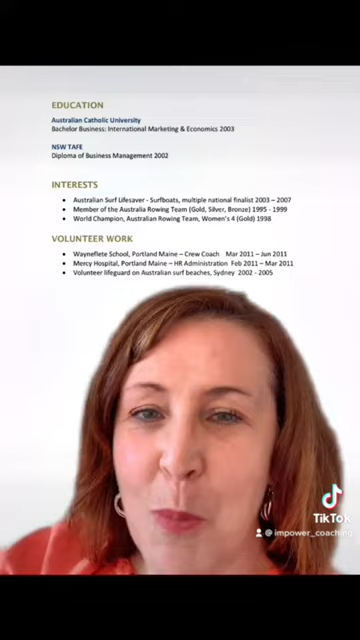 EDUCATION
Australian Catholic University
Bachelor Business: International Marketing & Economics 2003
NSW TAFE
Diploma of Business Management 2002
INTERESTS
• Australian Surf Lifesaver - Surfboats, multiple national finalist 2003 – 2007
• Member of the Australia Rowing Team (Gold, Silver, Bronze) 1995 - 1999
• World Champion, Australian Rowing Team, Women's 4 (Gold) 1998
VOLUNTEER WORK
• Waynflete School, Portland Maine – Crew Coach Mar 2011 – Jun 2011
• Mercy Hospital, Portland Maine – HR Administration Feb 2011 – Mar 2011
• Volunteer lifeguard on Australian surf beaches, Sydney 2002 - 2005
TikTok
@ impower_coaching